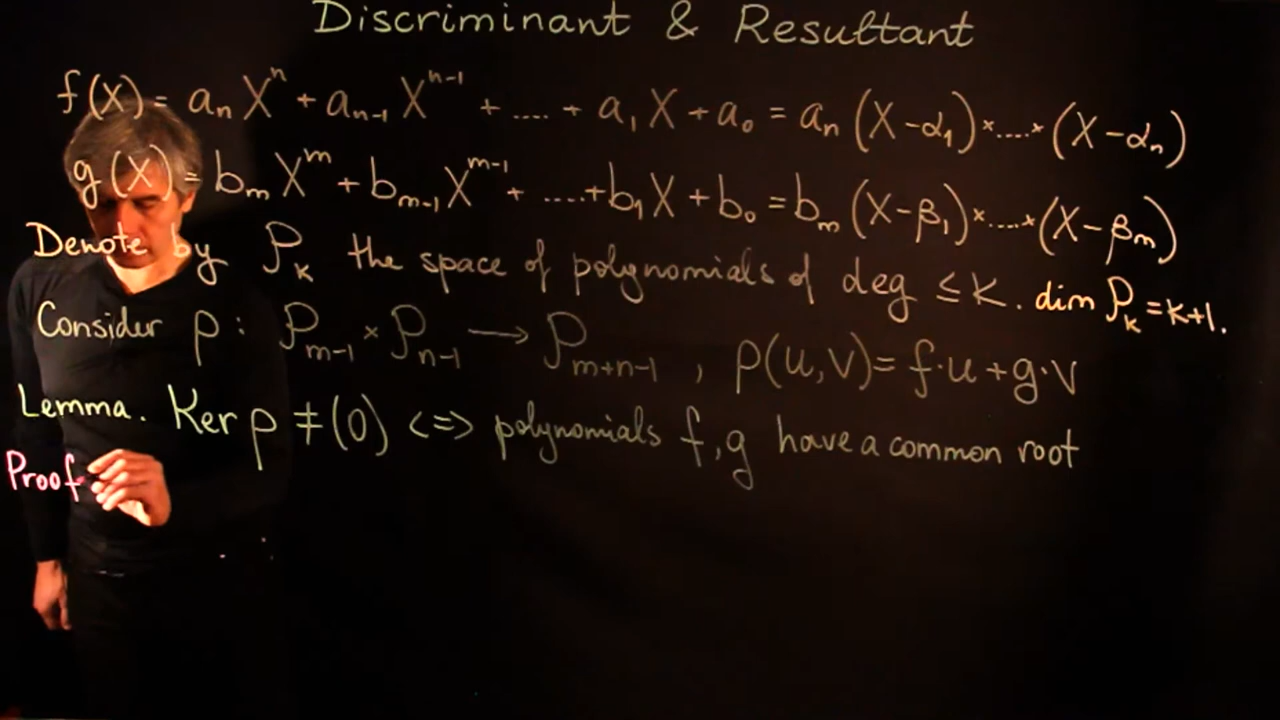 Discriminant & Resultant
f(X) = aₙXⁿ + aₙ₋₁Xⁿ⁻¹ + .... + a₁X + a₀ = aₙ(X-α₁)×....×(X-αₙ)
g(X) = bₘXᵐ + bₘ₋₁Xᵐ⁻¹ + ....+b₁X + b₀ = bₘ(X-β₁)×....×(X-βₘ)
Denote by Pₖ the space of polynomials of deg ≤ K. dim Pₖ = K+1.
Consider ρ: Pₘ₋₁ × Pₙ₋₁ → Pₘ₊ₙ₋₁, ρ(u,v) = f·u+g·v
Lemma. Ker ρ ≠ (0) <=> polynomials f,g have a common root
Proof